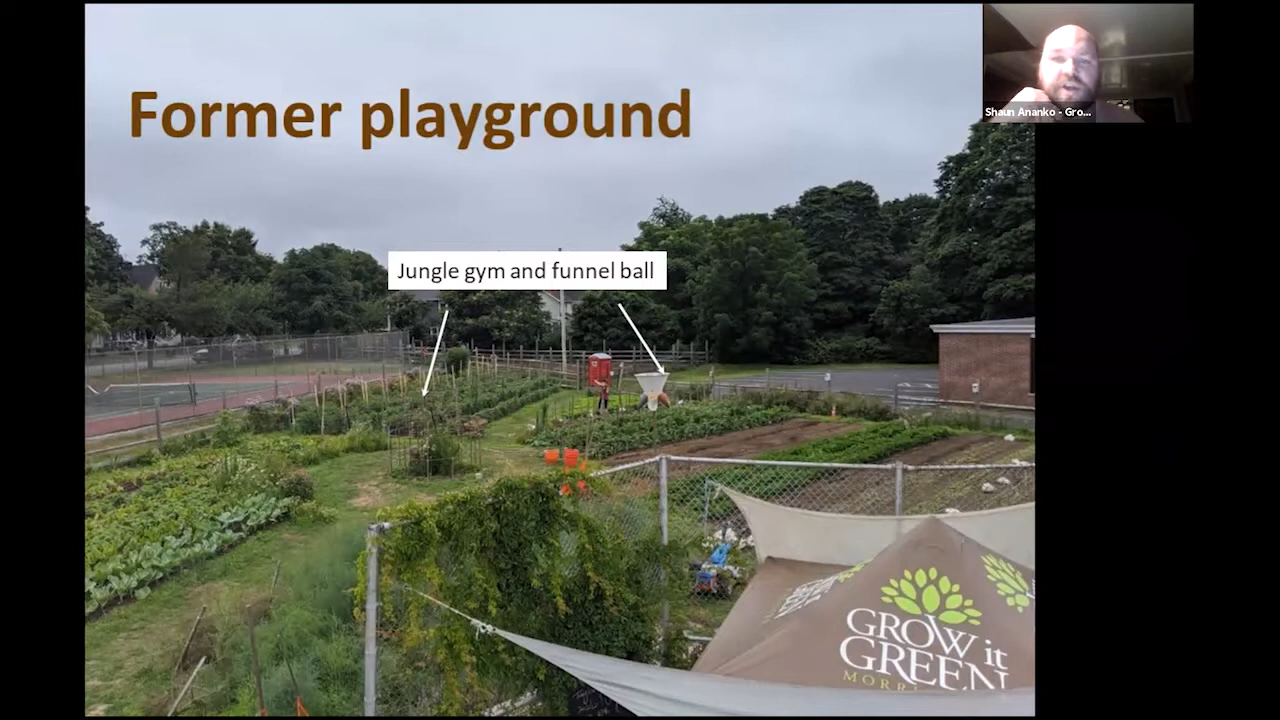 Former playground
Shaun Ananko - Gro...
Jungle gym and funnel ball
GROW it
GREEN
MORRI